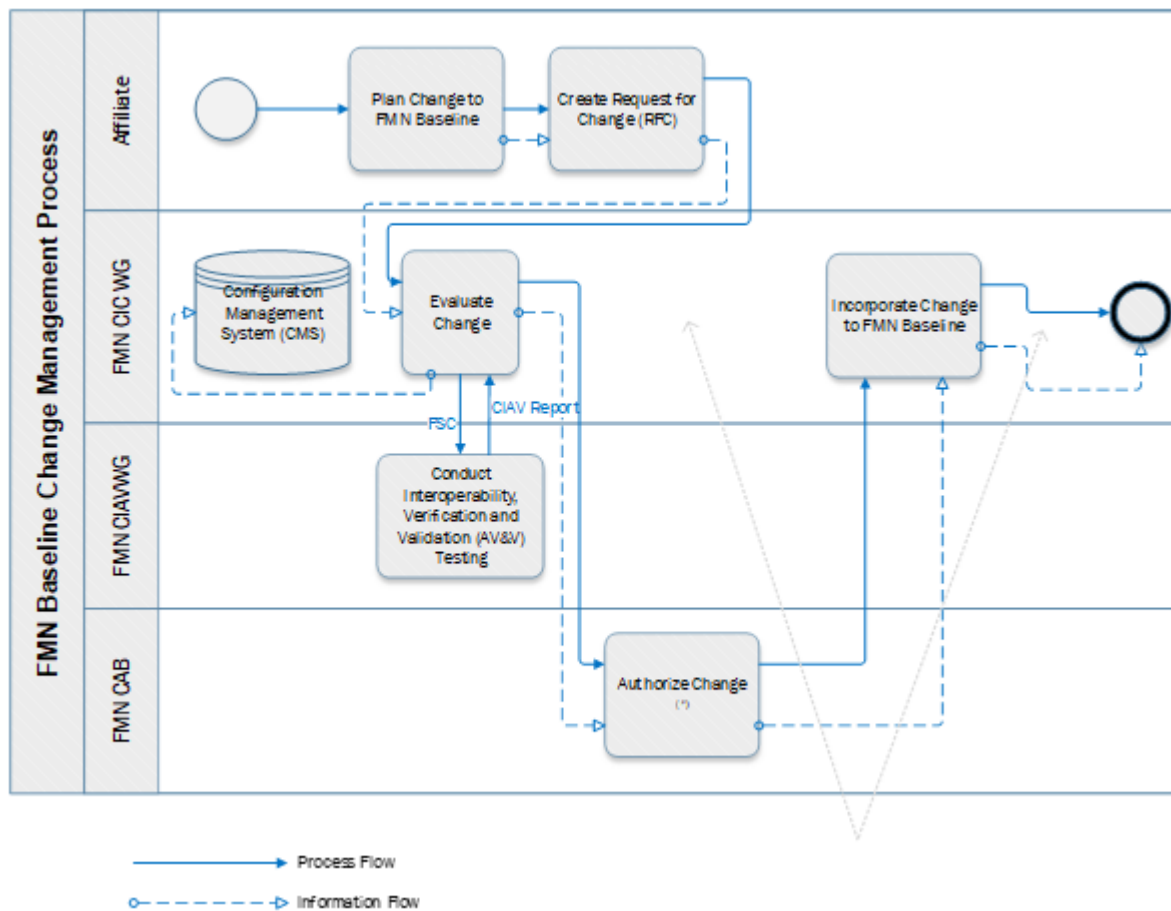 FMN Baseline Change Management Process
Affiliate
Plan Change to
FMN Baseline
Create Request for
Change (RFC)
FMN CIC WG
Configuration
Management
System (CMS)
Evaluate
Change
Incorporate Change
to FMN Baseline
FSC
CIAV Report
FMN CIAVWG
Conduct
Interoperability,
Verification and
Validation (AV&V)
Testing
FMN CAB
Authorize Change
(*)
Process Flow
Information Flow